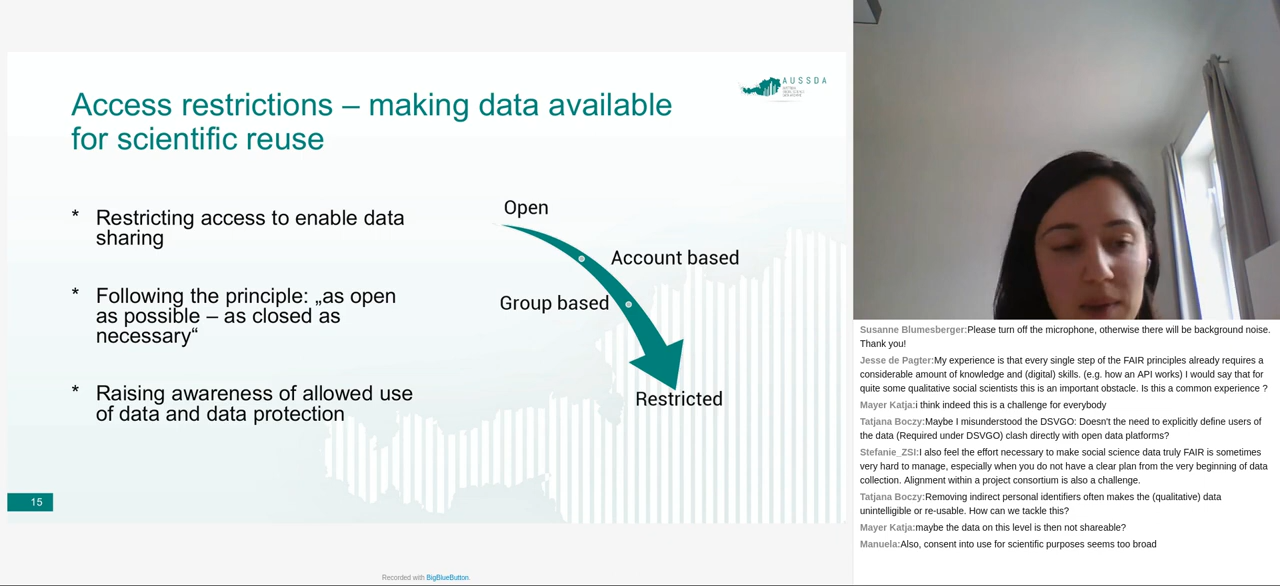 AUSSDA
Access restrictions – making data available
for scientific reuse
* Restricting access to enable data
sharing
* Following the principle: „as open
as possible – as closed as
necessary“
* Raising awareness of allowed use
of data and data protection
Open
Account based
Group based
Restricted
15
Recorded with BigBlueButton.
Susanne Blumesberger:Please turn off the microphone, otherwise there will be background noise.
Thank you!
Jesse de Pagter:My experience is that every single step of the FAIR principles already requires a
considerable amount of knowledge and (digital) skills. (e.g. how an API works) I would say that for
quite some qualitative social scientists this is an important obstacle. Is this a common experience ?
Mayer Katja:i think indeed this is a challenge for everybody
Tatjana Boczy:Maybe I misunderstood the DSVGO: Doesn't the need to explicitly define users of
the data (Required under DSVGO) clash directly with open data platforms?
Stefanie_ZSI:I also feel the effort necessary to make social science data truly FAIR is sometimes
very hard to manage, especially when you do not have a clear plan from the very beginning of data
collection. Alignment within a project consortium is also a challenge.
Tatjana Boczy:Removing indirect personal identifiers often makes the (qualitative) data
unintelligible or re-usable. How can we tackle this?
Mayer Katja:maybe the data on this level is then not shareable?
Manuela:Also, consent into use for scientific purposes seems too broad